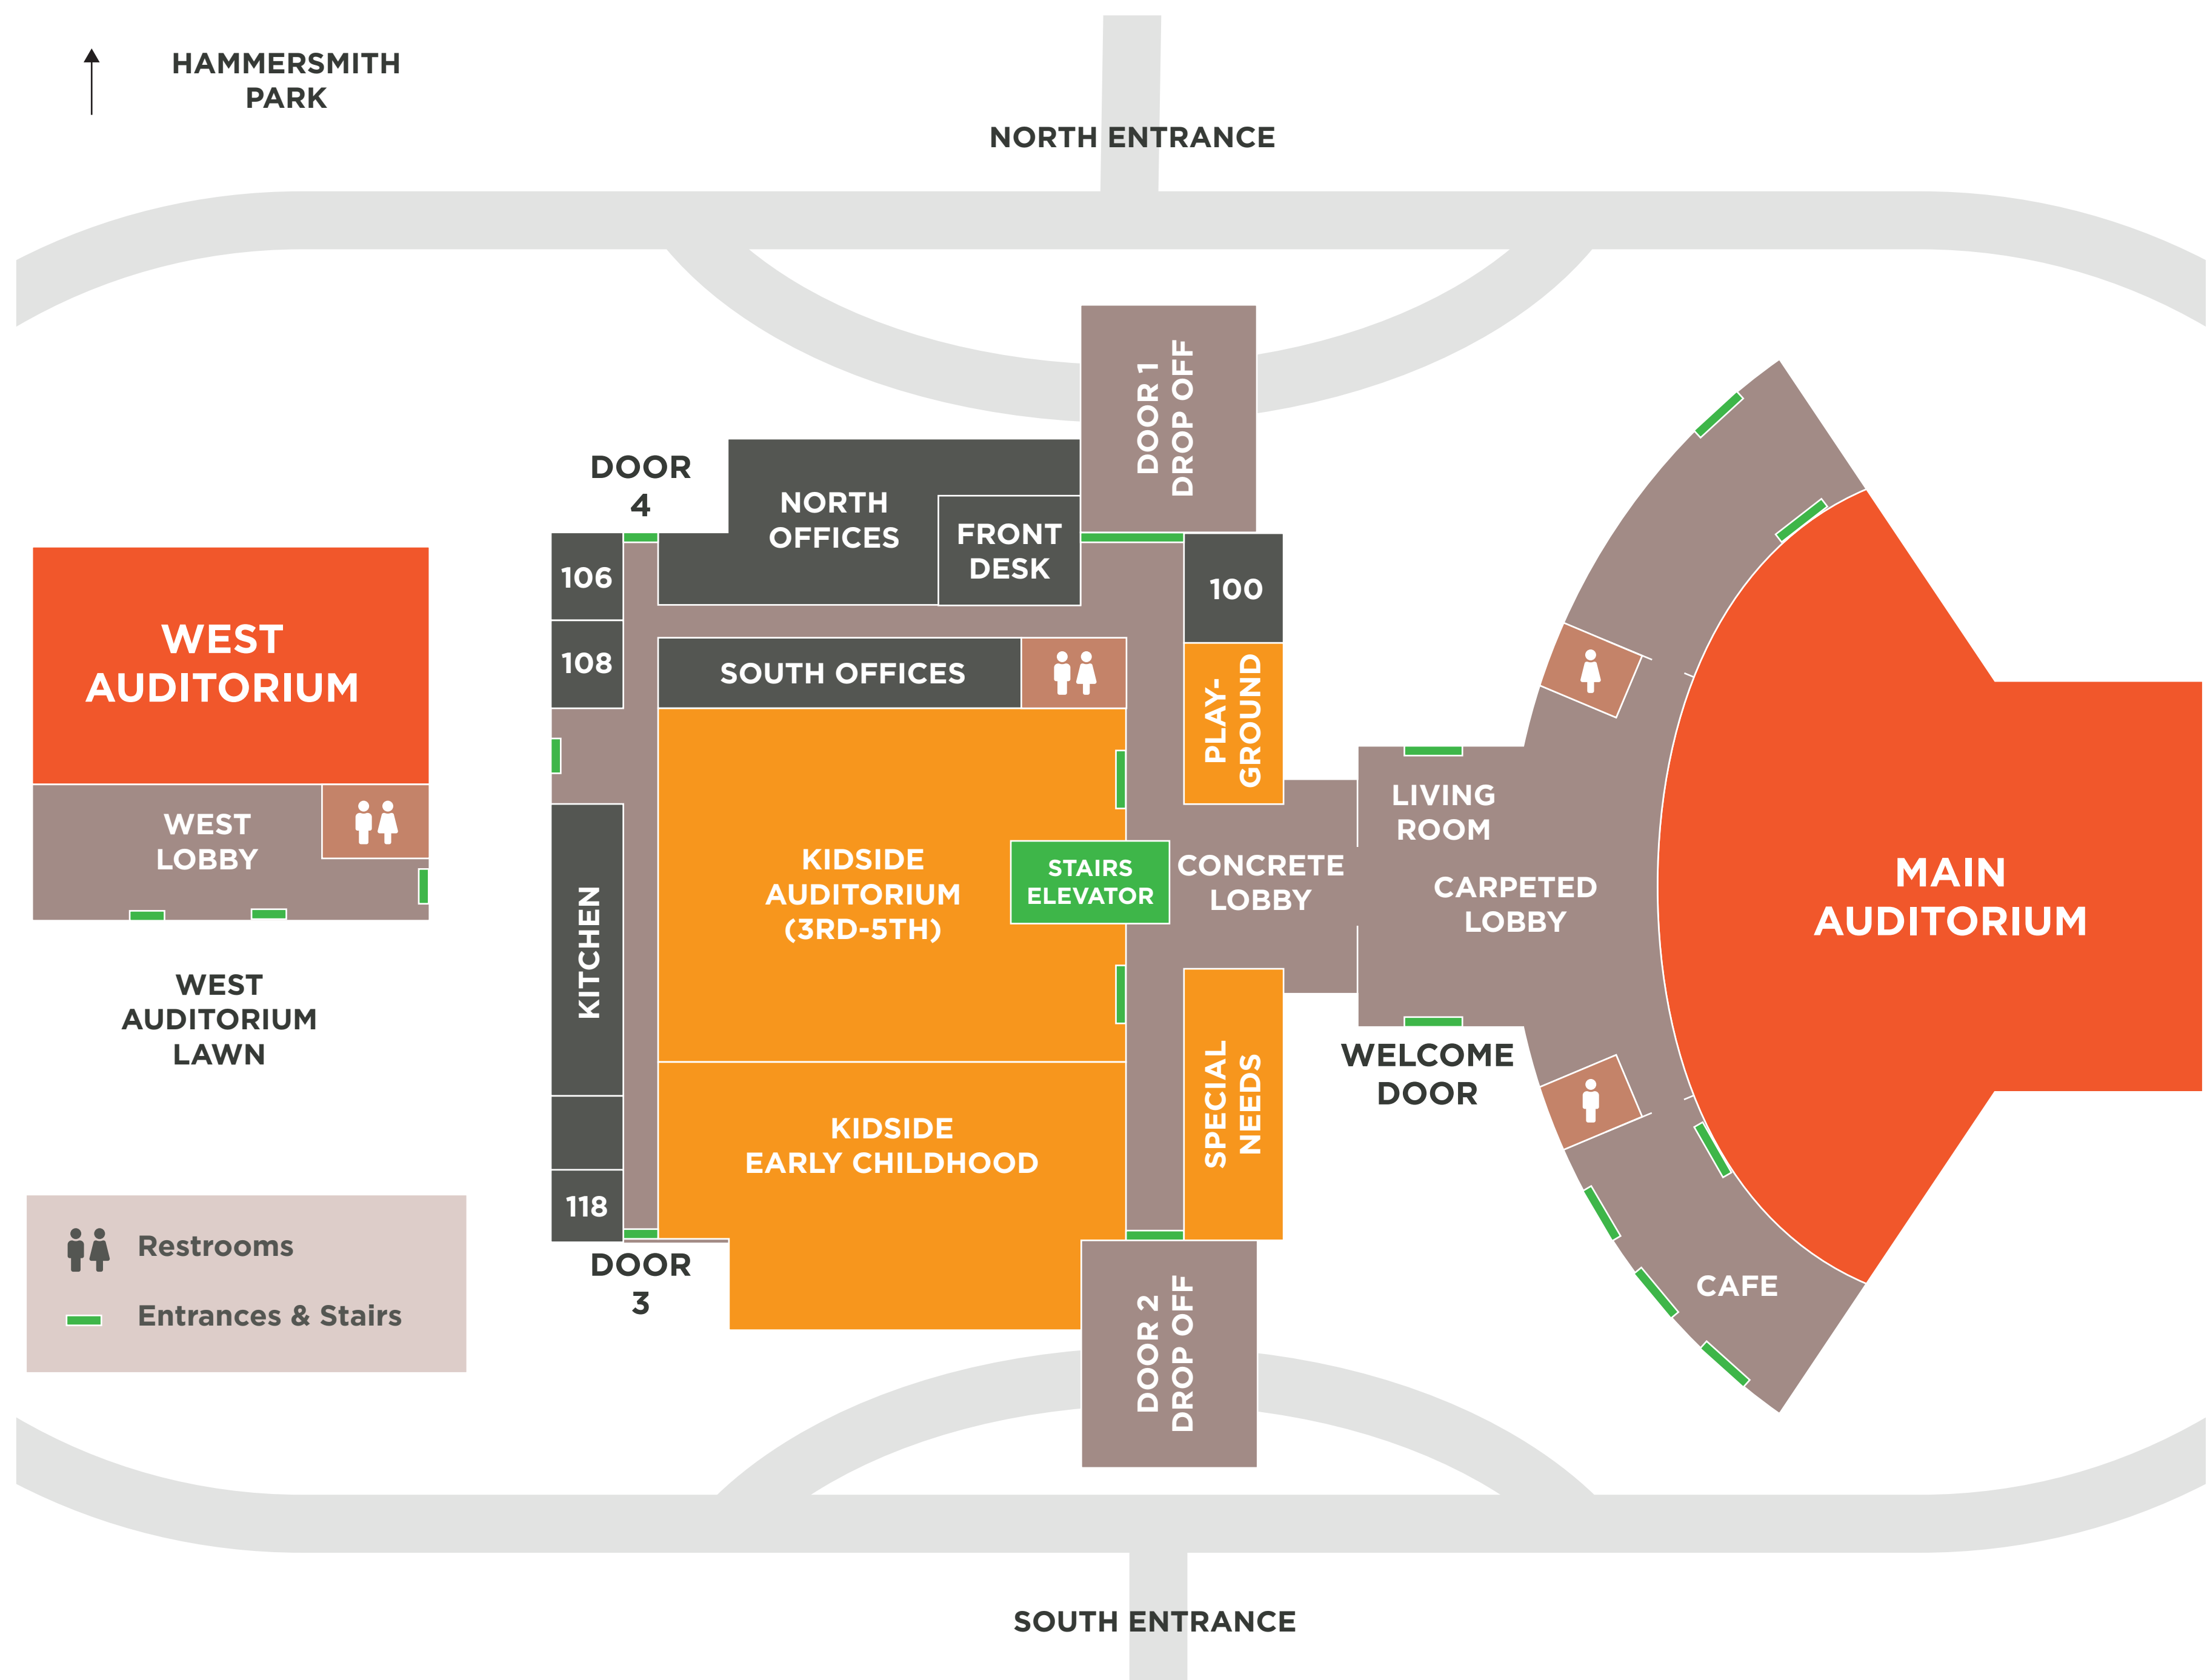 HAMMERSMITH
PARK
NORTH ENTRANCE
DOOR 1
DROP OFF
DOOR
4
NORTH
OFFICES
FRONT
DESK
106
100
108
SOUTH OFFICES
PLAY-
GROUND
WEST
AUDITORIUM
WEST
LOBBY
LIVING
ROOM
KIDSIDE
AUDITORIUM
(3RD-5TH)
STAIRS
ELEVATOR
CONCRETE
LOBBY
CARPETED
LOBBY
MAIN
AUDITORIUM
KITCHEN
WEST
AUDITORIUM
LAWN
WELCOME
DOOR
SPECIAL
NEEDS
KIDSIDE
EARLY CHILDHOOD
118
DOOR
3
CAFE
DOOR 2
DROP OFF
Restrooms
Entrances & Stairs
SOUTH ENTRANCE